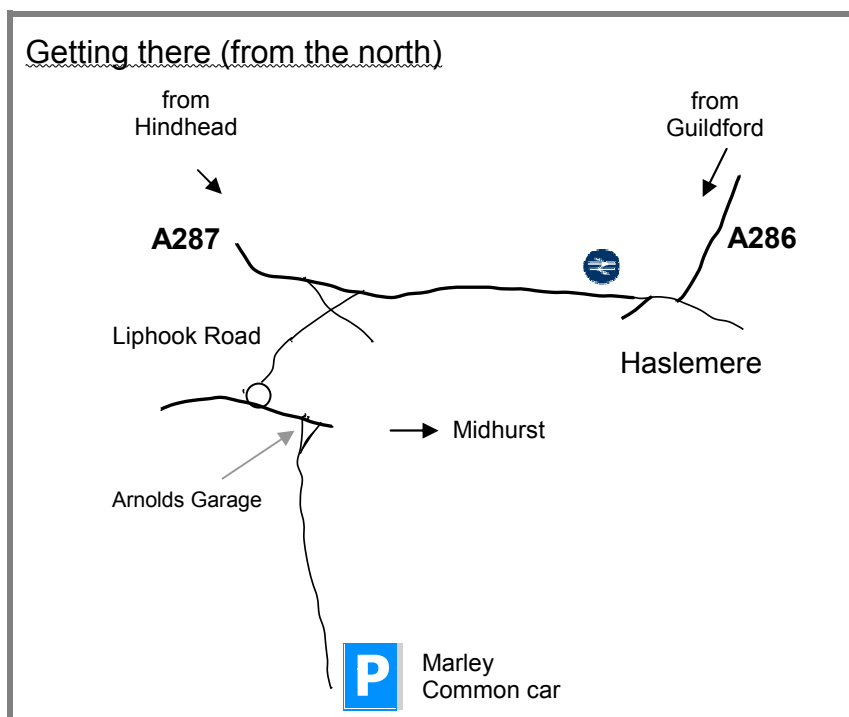 Getting there (from the north)
from
Hindhead
from
Guildford
A287
A286
Liphook Road
Haslemere
Midhurst
Arnolds Garage
P
Marley
Common car